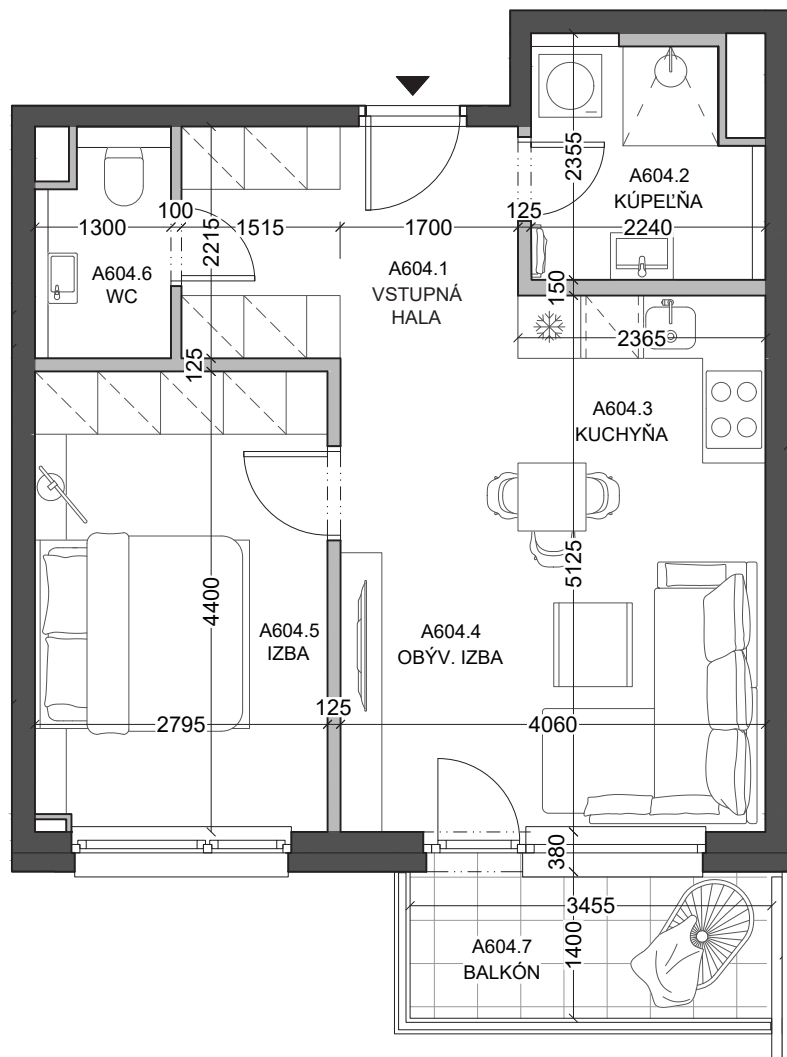 2355
A604.2
KÚPEĽŇA
1300
100
1515
1700
125
2240
2215
A604.6
WC
A604.1
VSTUPNÁ
HALA
150
2365
125
A604.3
KUCHYŇA
5125
4400
A604.5
IZBA
A604.4
OBÝV. IZBA
2795
125
4060
380
3455
A604.7
BALKÓN
1400